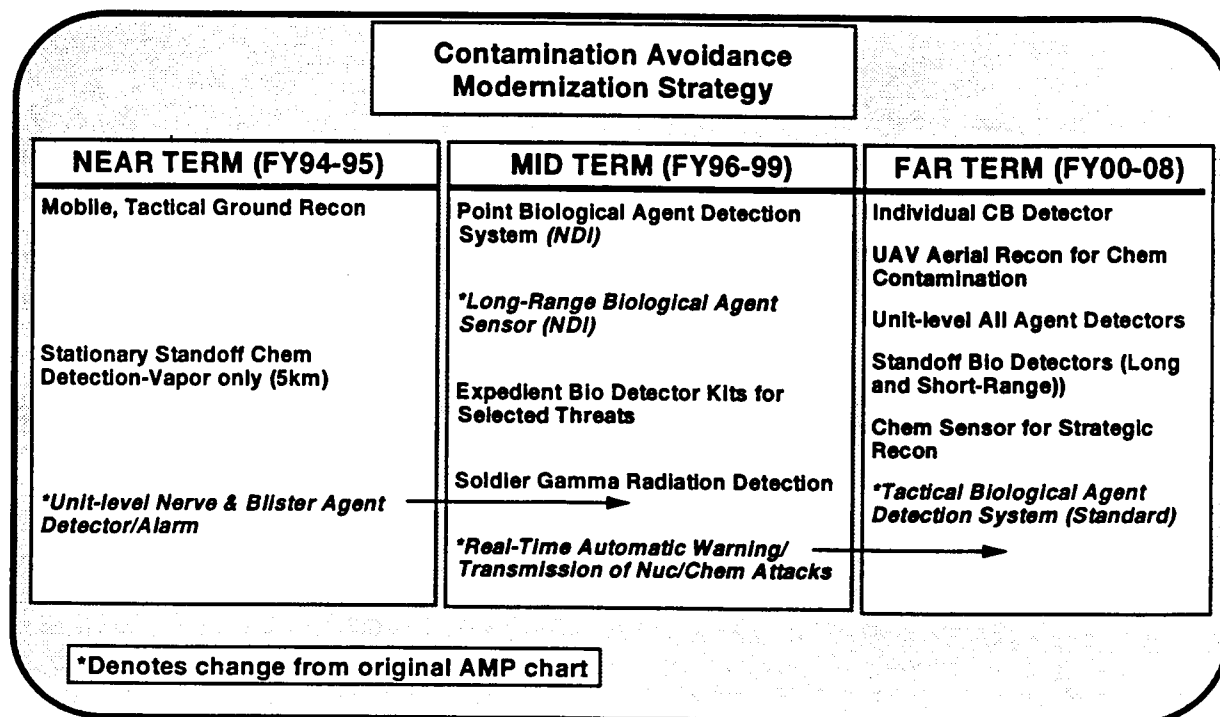 Contamination Avoidance
Modernization Strategy
NEAR TERM (FY94-95)
Mobile, Tactical Ground Recon
Stationary Standoff Chem
Detection-Vapor only (5km)
*Unit-level Nerve & Blister Agent
Detector/Alarm
MID TERM (FY96-99)
Point Biological Agent Detection
System (NDI)
*Long-Range Biological Agent
Sensor (NDI)
Expedient Bio Detector Kits for
Selected Threats
Soldier Gamma Radiation Detection
*Real-Time Automatic Warning/
Transmission of Nuc/Chem Attacks
FAR TERM (FY00-08)
Individual CB Detector
UAV Aerial Recon for Chem
Contamination
Unit-level All Agent Detectors
Standoff Bio Detectors (Long
and Short-Range))
Chem Sensor for Strategic
Recon
*Tactical Biological Agent
Detection System (Standard)
*Denotes change from original AMP chart